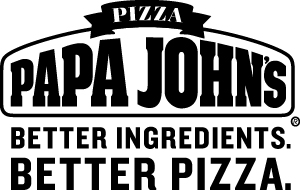 PIZZA
PAPA JOHN'S®
BETTER INGREDIENTS.
BETTER PIZZA.